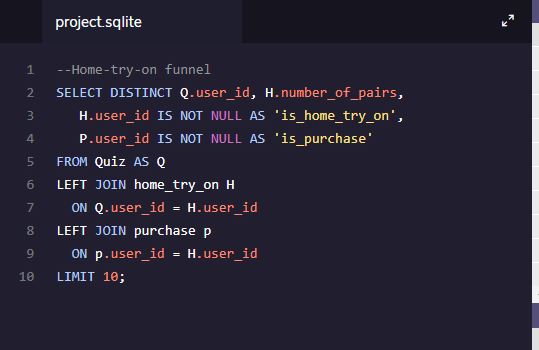 project.sqlite
1 --Home-try-on funnel
2 SELECT DISTINCT Q.user_id, H.number_of_pairs,
3 H.user_id IS NOT NULL AS 'is_home_try_on',
4 P.user_id IS NOT NULL AS 'is_purchase'
5 FROM Quiz AS Q
6 LEFT JOIN home_try_on H
7 ON Q.user_id = H.user_id
8 LEFT JOIN purchase p
9 ON p.user_id = H.user_id
10 LIMIT 10;